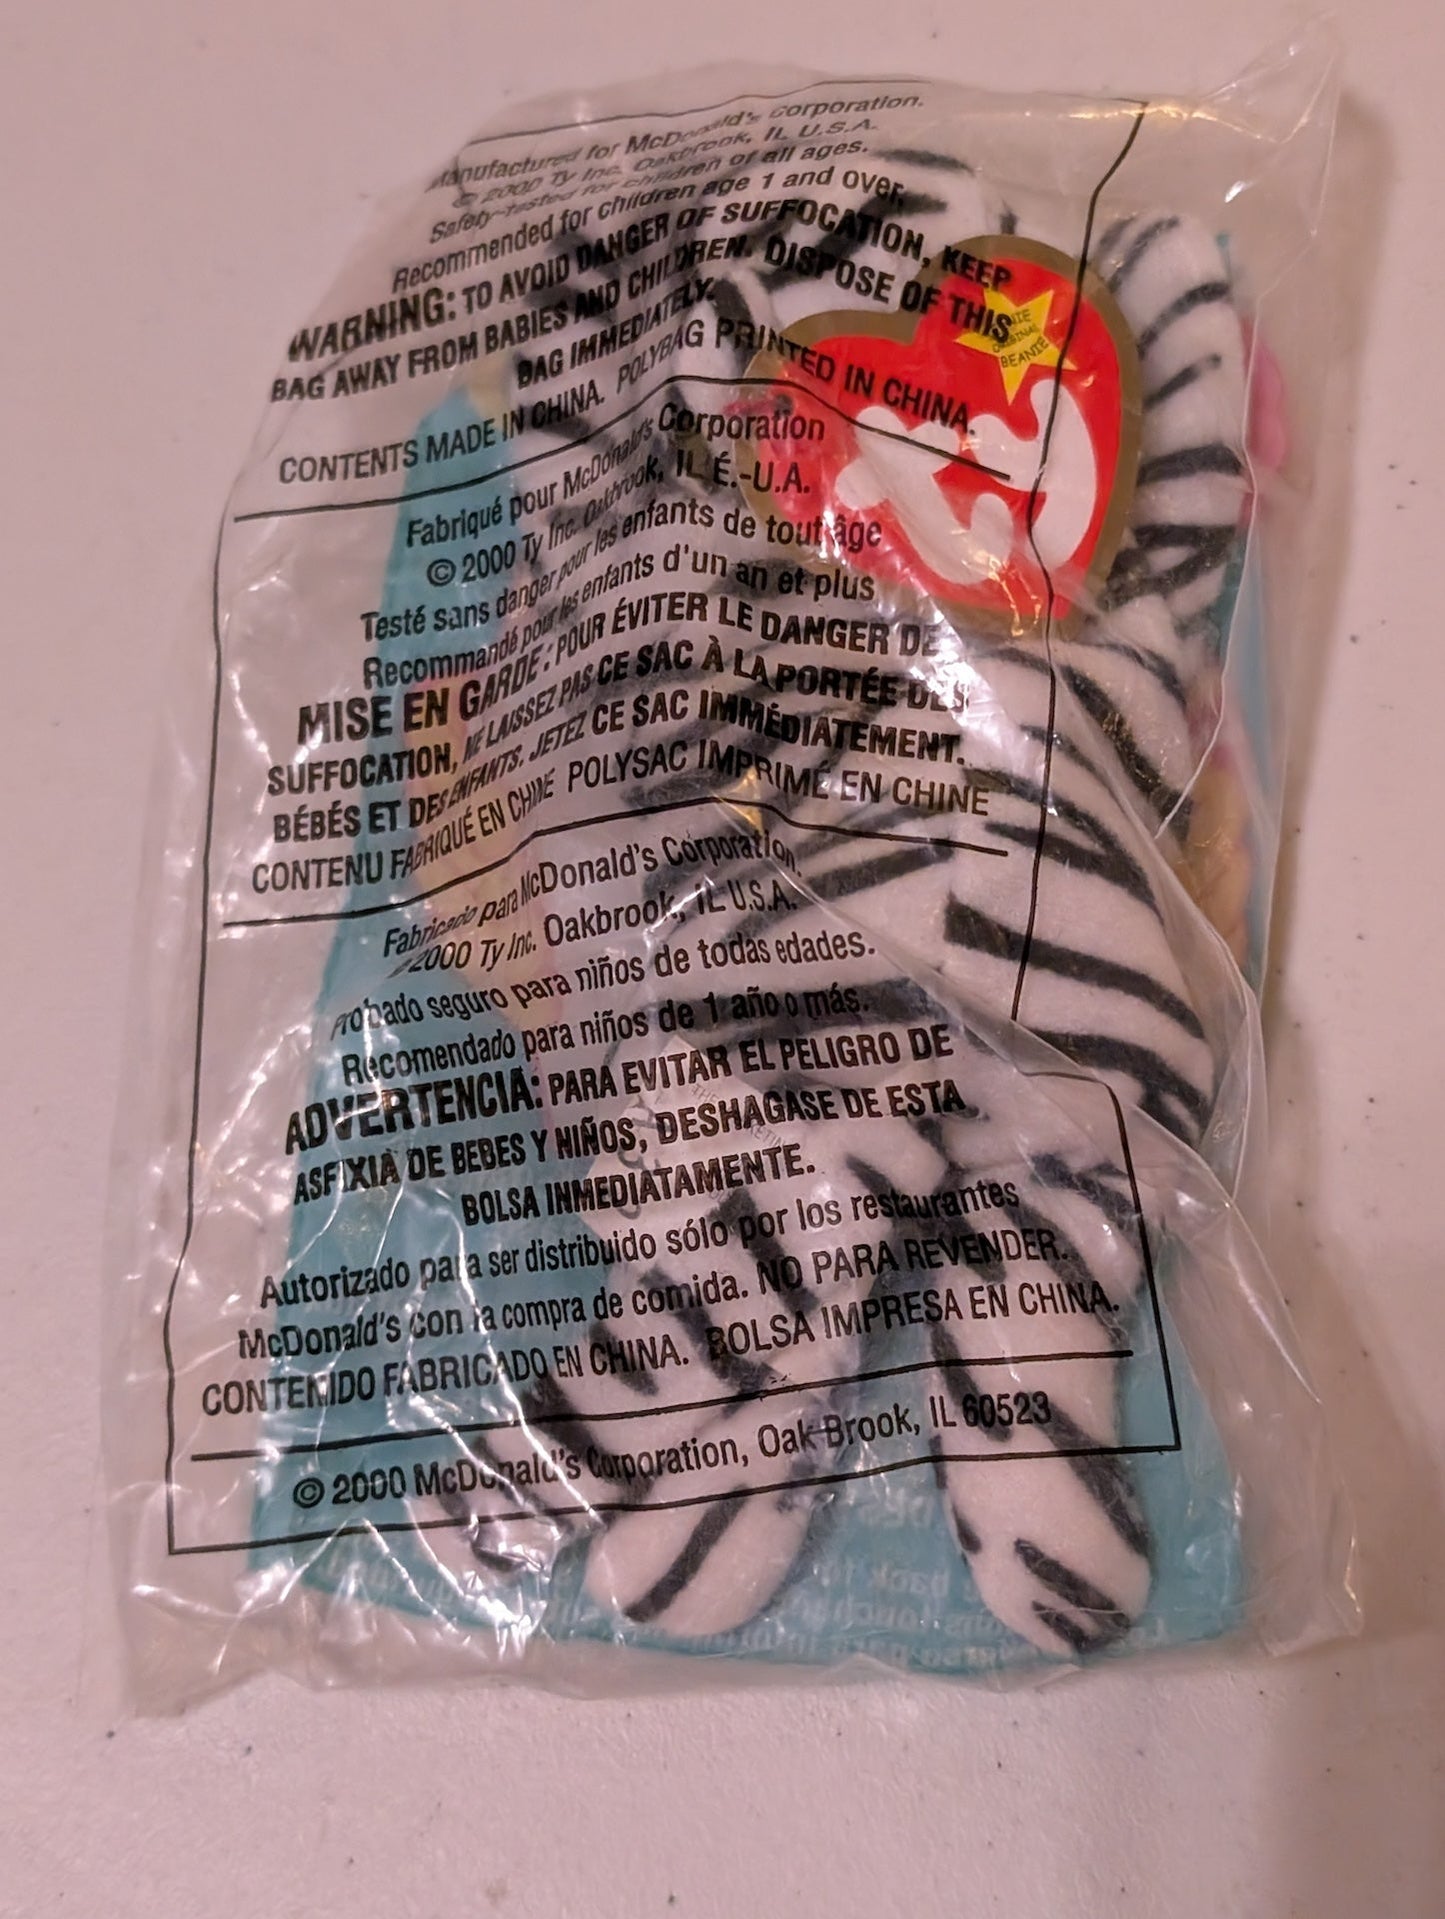 Manufactured for McDonald's Corporation.
© 2000 Ty Inc. Oakbrook, IL U.S.A.
Safety-tested for children of all ages.
Recommended for children age 1 and over.
WARNING: TO AVOID DANGER OF SUFFOCATION, KEEP
BAG AWAY FROM BABIES AND CHILDREN. DISPOSE OF THIS
BAG IMMEDIATELY.
CONTENTS MADE IN CHINA. POLYBAG PRINTED IN CHINA.
ORIGINAL
BEANIE
ty
Fabriqué pour McDonald's Corporation
© 2000 Ty Inc. Oakbrook, IL É.-U.A.
Testé sans danger pour les enfants de tout âge
Recommandé pour les enfants d'un an et plus
MISE EN GARDE: POUR ÉVITER LE DANGER DE
SUFFOCATION, NE LAISSEZ PAS CE SAC À LA PORTÉE DES
BÉBÉS ET DES ENFANTS. JETEZ CE SAC IMMÉDIATEMENT.
CONTENU FABRIQUÉ EN CHINE POLYSAC IMPRIMÉ EN CHINE
Fabricado para McDonald's Corporation,
© 2000 Ty Inc. Oakbrook, IL U.S.A.
Probado seguro para niños de todas edades.
Recomendado para niños de 1 año o más.
ADVERTENCIA: PARA EVITAR EL PELIGRO DE
ASFIXIA DE BEBES Y NIÑOS, DESHAGASE DE ESTA
BOLSA INMEDIATAMENTE.
Autorizado para ser distribuido sólo por los restaurantes
McDonald's con la compra de comida. NO PARA REVENDER.
CONTENIDO FABRICADO EN CHINA. BOLSA IMPRESA EN CHINA.
© 2000 McDonald's Corporation, Oak Brook, IL 60523